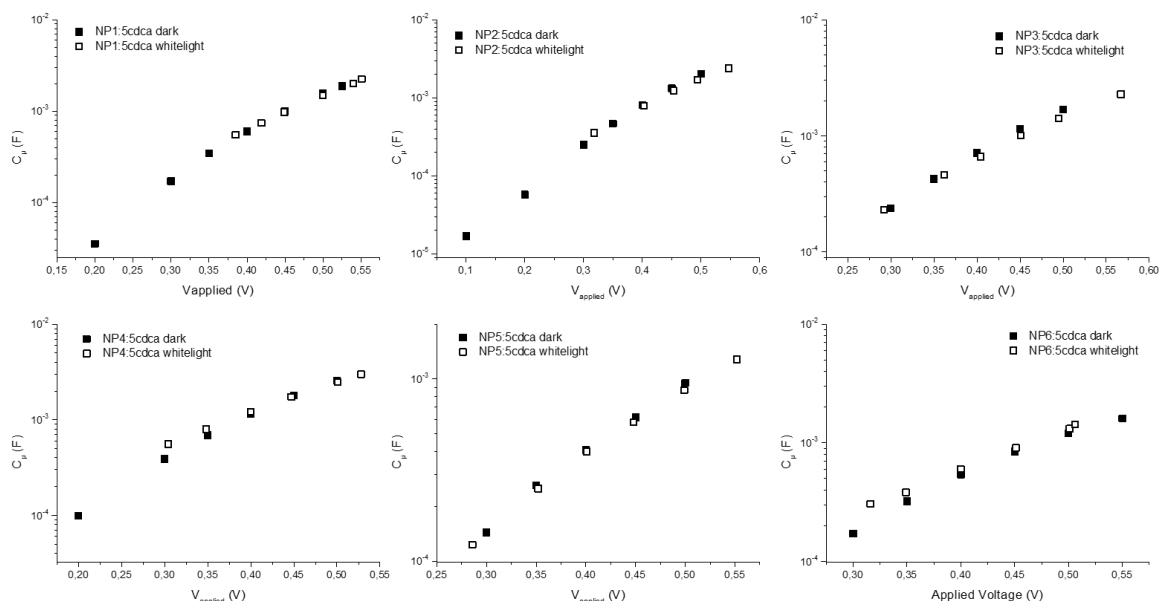 10⁻²
NP1:5cdca dark
NP1:5cdca whitelight
10⁻³
10⁻⁴
C_μ (F)
0,15 0,20 0,25 0,30 0,35 0,40 0,45 0,50 0,55
Vapplied (V)
10⁻²
NP2:5cdca dark
NP2:5cdca whitelight
10⁻³
10⁻⁴
10⁻⁵
C_μ (F)
0,1 0,2 0,3 0,4 0,5 0,6
V_applied (V)
10⁻²
NP3:5cdca dark
NP3:5cdca whitelight
10⁻³
10⁻⁴
C_μ (F)
0,25 0,30 0,35 0,40 0,45 0,50 0,55 0,60
V_applied (V)
10⁻²
NP4:5cdca dark
NP4:5cdca whitelight
10⁻³
10⁻⁴
C_μ (F)
0,20 0,25 0,30 0,35 0,40 0,45 0,50 0,55
V_applied (V)
NP5:5cdca dark
NP5:5cdca whitelight
10⁻³
10⁻⁴
C_μ (F)
0,25 0,30 0,35 0,40 0,45 0,50 0,55
V_applied (V)
10⁻²
NP6:5cdca dark
NP6:5cdca whitelight
10⁻³
10⁻⁴
C_μ (F)
0,30 0,35 0,40 0,45 0,50 0,55
Applied Voltage (V)